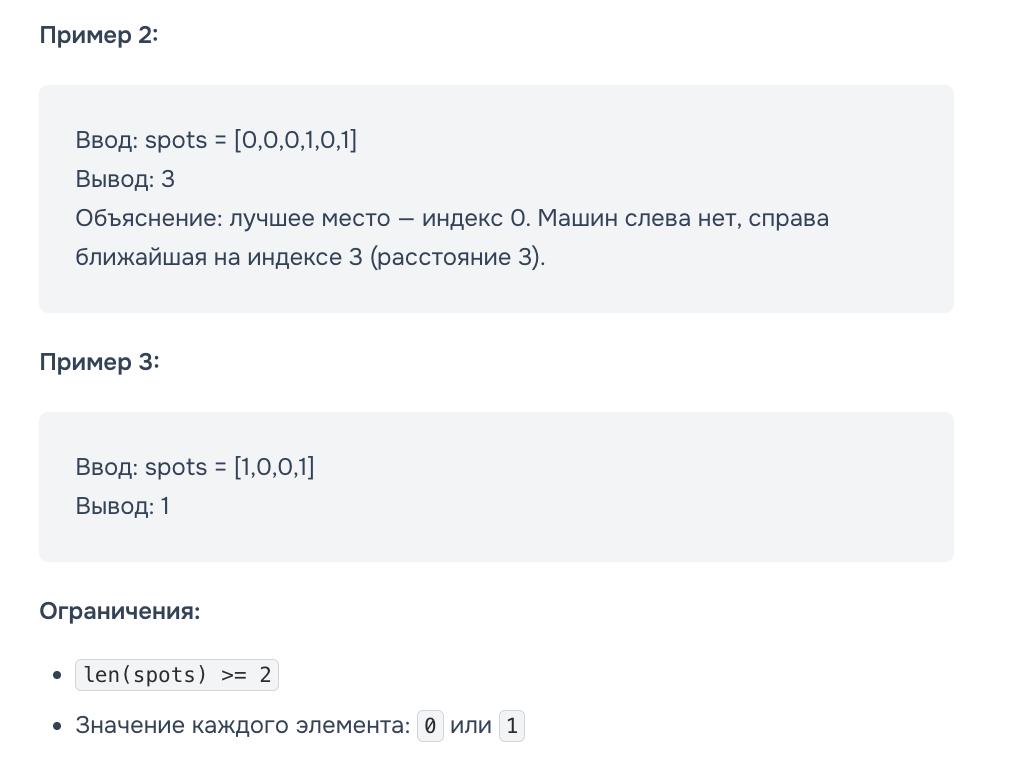 Пример 2:
Ввод: spots = [0,0,0,1,0,1]
Вывод: 3
Объяснение: лучшее место — индекс 0. Машин слева нет, справа
ближайшая на индексе 3 (расстояние 3).
Пример 3:
Ввод: spots = [1,0,0,1]
Вывод: 1
Ограничения:
• len(spots) >= 2
• Значение каждого элемента: 0 или 1